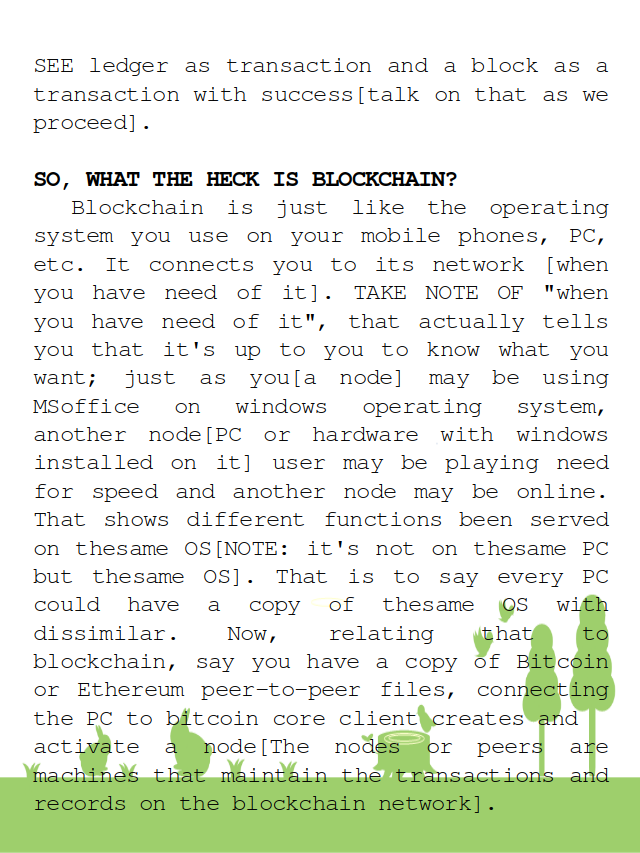 SEE ledger as transaction and a block as a
transaction with success[talk on that as we
proceed].
SO, WHAT THE HECK IS BLOCKCHAIN?
Blockchain is just like the operating
system you use on your mobile phones, PC,
etc. It connects you to its network [when
you have need of it]. TAKE NOTE OF "when
you have need of it", that actually tells
you that it's up to you to know what you
want; just as you[a node] may be using
MSoffice on windows operating system,
another node[PC or hardware with windows
installed on it] user may be playing need
for speed and another node may be online.
That shows different functions been served
on thesame OS[NOTE: it's not on thesame PC
but thesame OS]. That is to say every PC
could have a copy of thesame OS with
dissimilar. Now, relating that to
blockchain, say you have a copy of Bitcoin
or Ethereum peer-to-peer files, connecting
the PC to bitcoin core client creates and
activate a node[The nodes or peers are
machines that maintain the transactions and
records on the blockchain network].